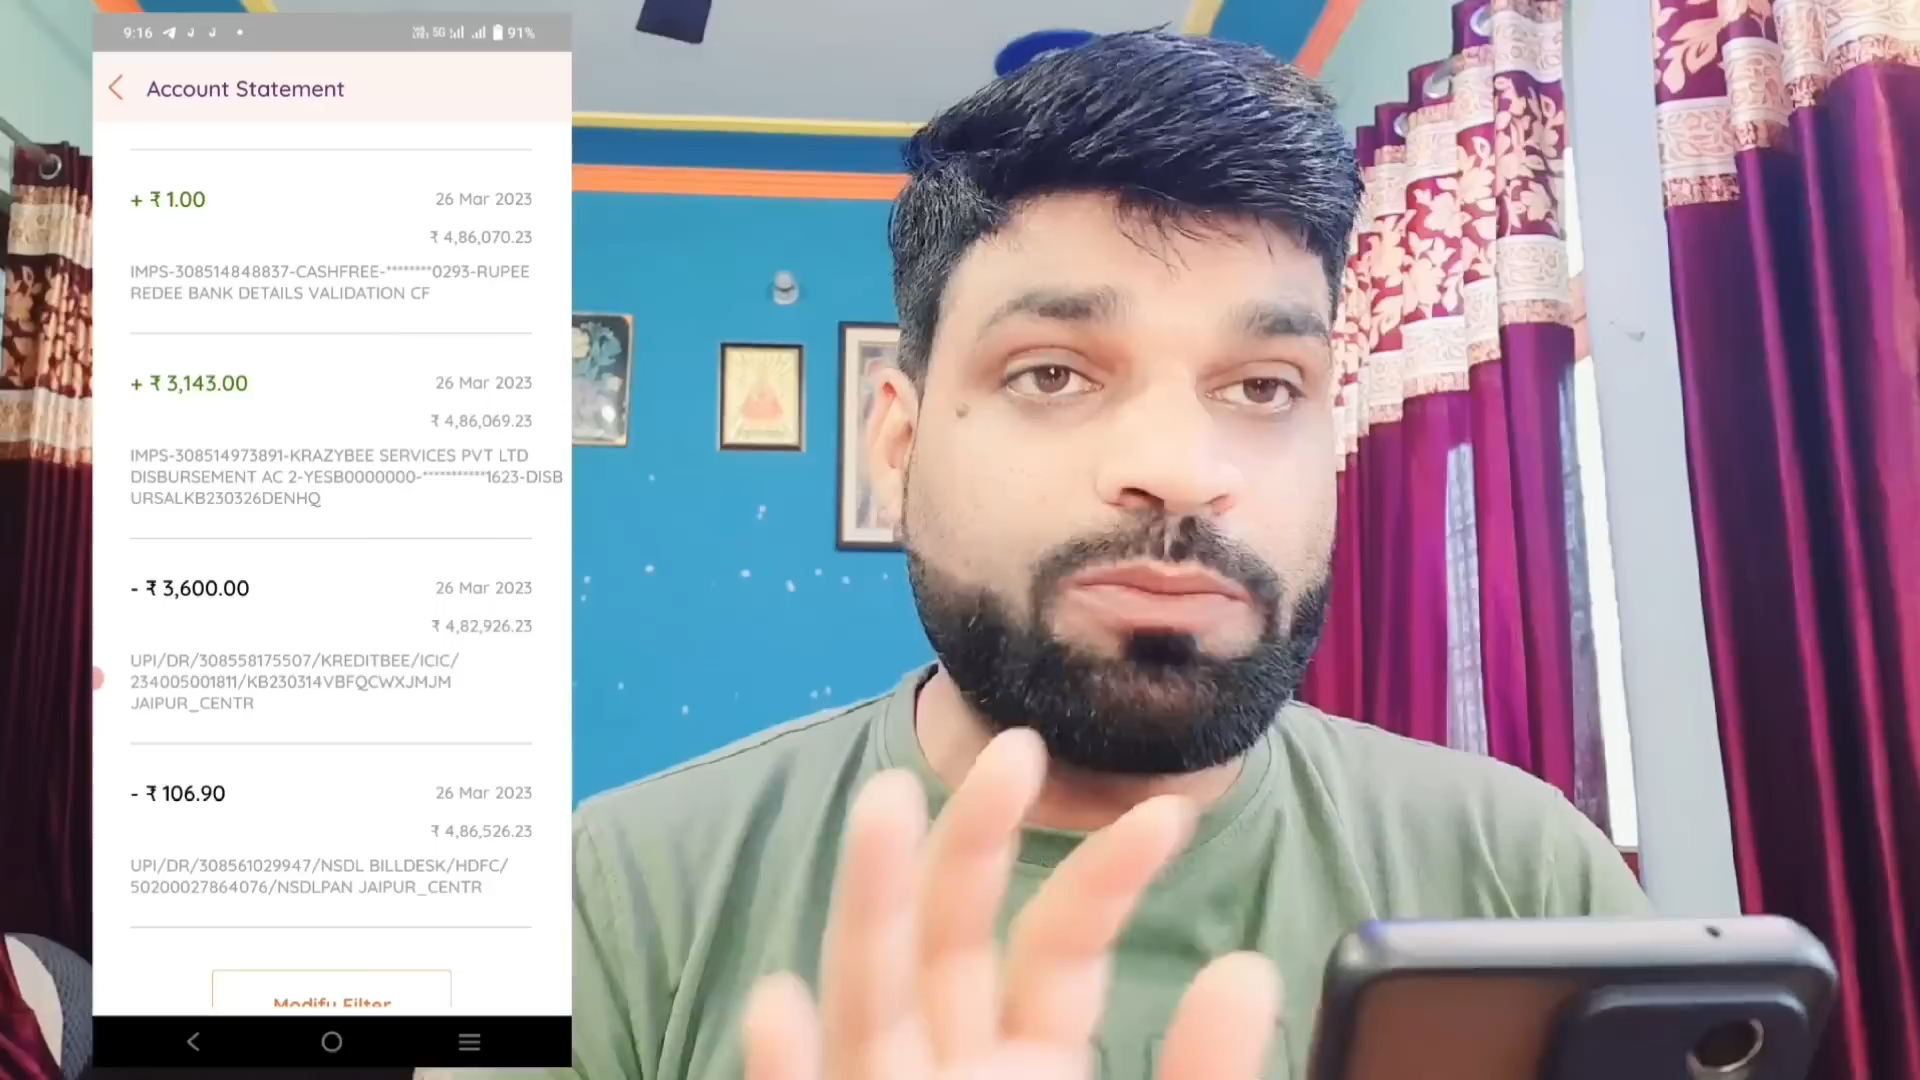 9:16
5G
91%
Account Statement
+ ₹ 1.00
26 Mar 2023
₹ 4,86,070.23
IMPS-308514848837-CASHFREE-********0293-RUPEE
REDEE BANK DETAILS VALIDATION CF
+ ₹ 3,143.00
26 Mar 2023
₹ 4,86,069.23
IMPS-308514973891-KRAZYBEE SERVICES PVT LTD
DISBURSEMENT AC 2-YESB0000000-***********1623-DISB
URSALKB230326DENHQ
- ₹ 3,600.00
26 Mar 2023
₹ 4,82,926.23
UPI/DR/308558175507/KREDITBEE/ICIC/
234005001811/KB230314VBFQCWXJMJM
JAIPUR_CENTR
- ₹ 106.90
26 Mar 2023
₹ 4,86,526.23
UPI/DR/308561029947/NSDL BILLDESK/HDFC/
50200027864076/NSDLPAN JAIPUR_CENTR
Modify Filter